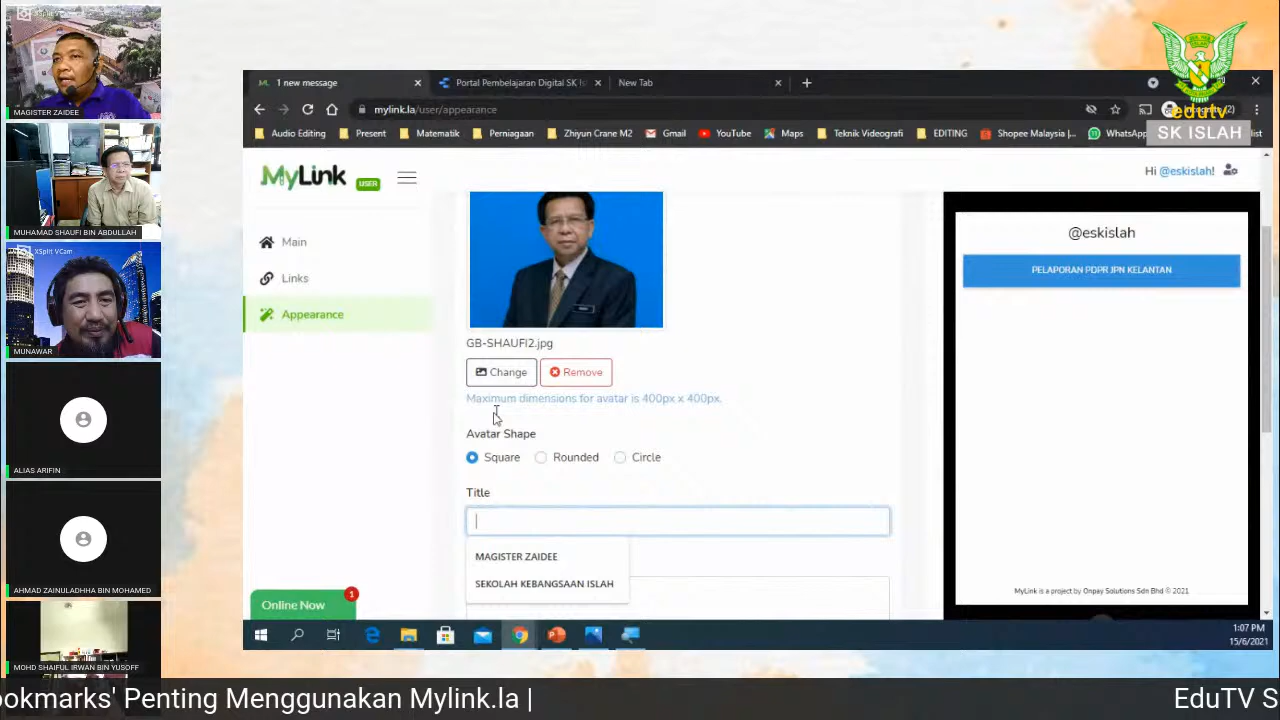 XSplit VCam
MAGISTER ZAIDEE
MUHAMAD SHAUFI BIN ABDULLAH
XSplit VCam
MUNAWAR
ALIAS ARIFIN
AHMAD ZAINULADHHA BIN MOHAMED
MOHD SHAIFUL IRWAN BIN YUSOFF
1 new message
Portal Pembelajaran Digital SK Is
New Tab
mylink.la/user/appearance
(2)
Audio Editing
Present
Matematik
Perniagaan
Zhiyun Crane M2
Gmail
YouTube
Maps
Teknik Videografi
EDITING
Shopee Malaysia |...
WhatsApp
list
edutv
SK ISLAH
MyLink
USER
Hi @eskislah!
Main
Links
Appearance
GB-SHAUFI2.jpg
Change
Remove
Maximum dimensions for avatar is 400px x 400px.
Avatar Shape
Square
Rounded
Circle
Title
MAGISTER ZAIDEE
SEKOLAH KEBANGSAAN ISLAH
@eskislah
PELAPORAN PDPR JPN KELANTAN
MyLink is a project by Onpay Solutions Sdn Bhd © 2021
Online Now
1
1:07 PM
15/6/2021
ookmarks' Penting Menggunakan Mylink.la |
EduTV S